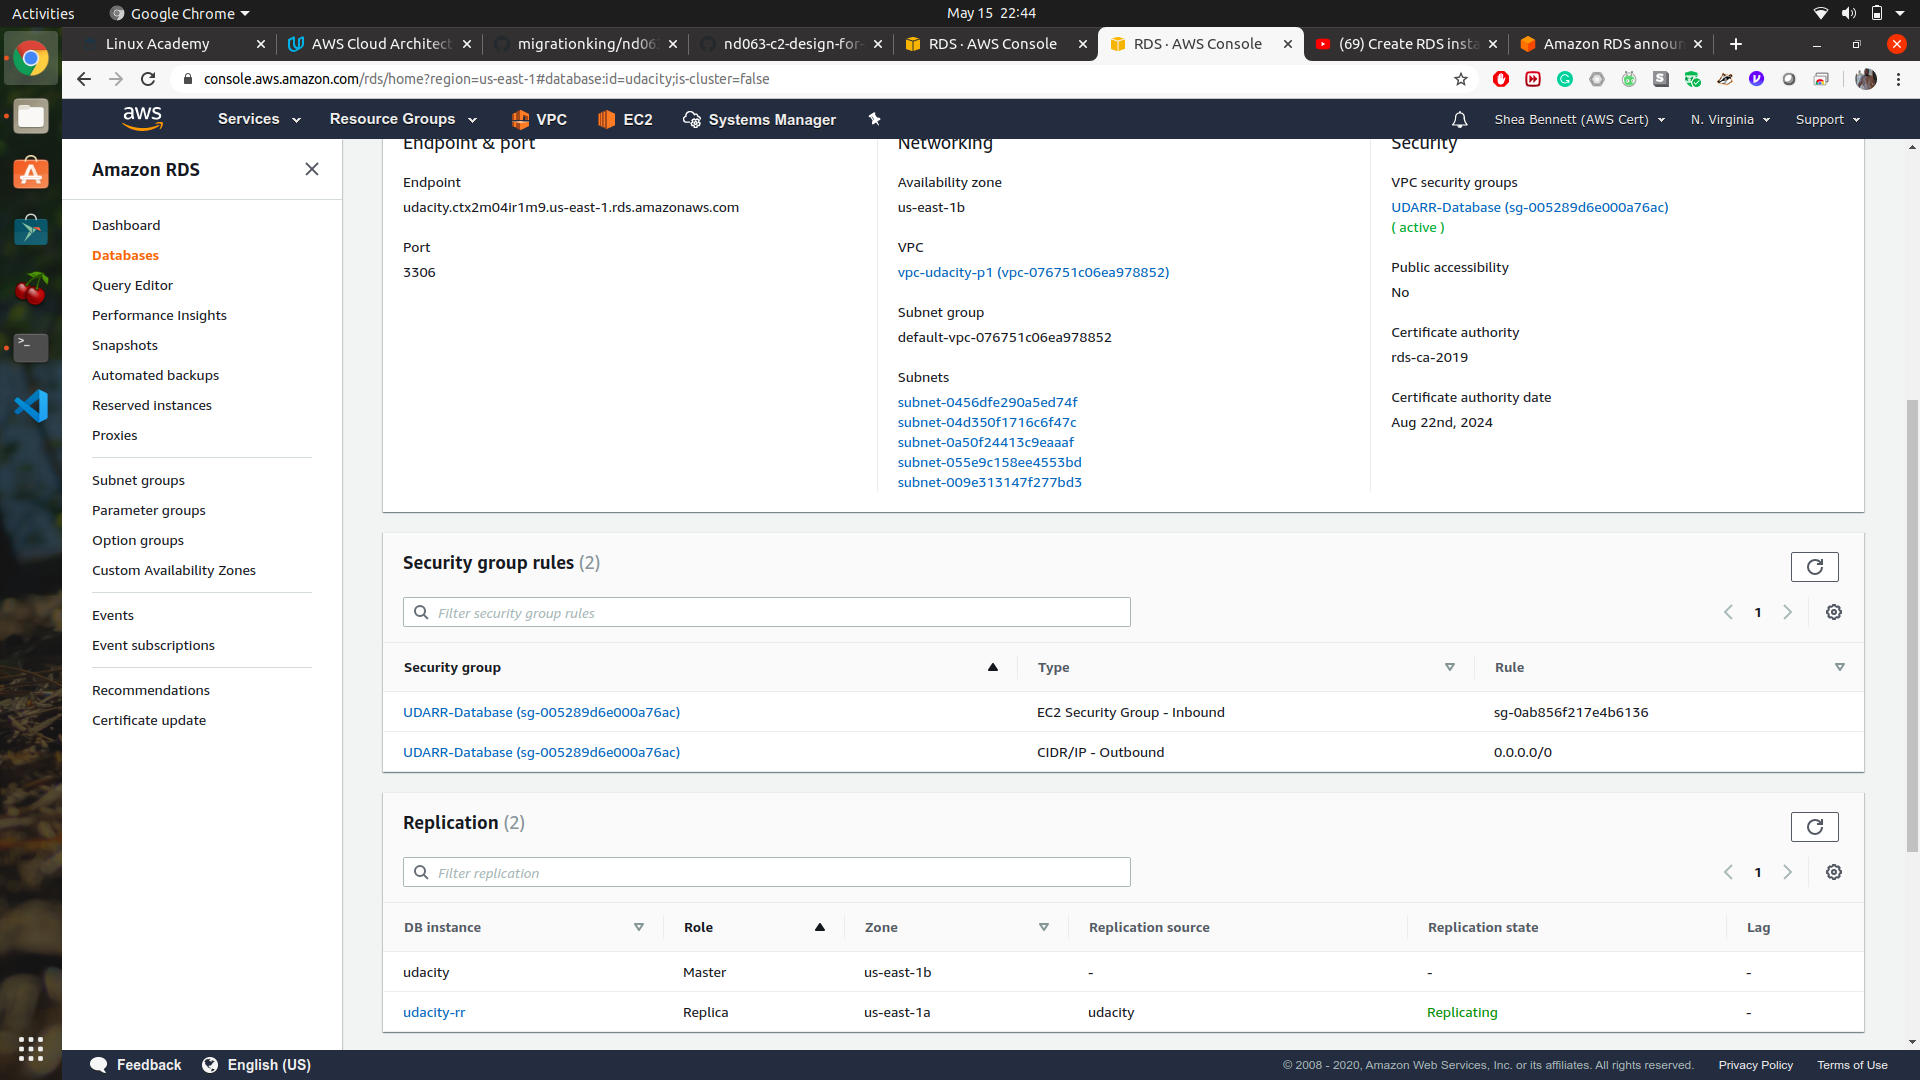 Activities
Google Chrome
May 15 22:44
Linux Academy
AWS Cloud Architect
migrationking/nd063
nd063-c2-design-for-
RDS · AWS Console
RDS · AWS Console
(69) Create RDS insta
Amazon RDS announ
console.aws.amazon.com/rds/home?region=us-east-1#database:id=udacity;is-cluster=false
aws
Services
Resource Groups
VPC
EC2
Systems Manager
Shea Bennett (AWS Cert)
N. Virginia
Support
Amazon RDS
Dashboard
Databases
Query Editor
Performance Insights
Snapshots
Automated backups
Reserved instances
Proxies
Subnet groups
Parameter groups
Option groups
Custom Availability Zones
Events
Event subscriptions
Recommendations
Certificate update
Endpoint & port
Endpoint
udacity.ctx2m04ir1m9.us-east-1.rds.amazonaws.com
Port
3306
Networking
Availability zone
us-east-1b
VPC
vpc-udacity-p1 (vpc-076751c06ea978852)
Subnet group
default-vpc-076751c06ea978852
Subnets
subnet-0456dfe290a5ed74f
subnet-04d350f1716c6f47c
subnet-0a50f24413c9eaaaf
subnet-055e9c158ee4553bd
subnet-009e313147f277bd3
Security
VPC security groups
UDARR-Database (sg-005289d6e000a76ac)
( active )
Public accessibility
No
Certificate authority
rds-ca-2019
Certificate authority date
Aug 22nd, 2024
Security group rules (2)
Filter security group rules
1
Security group Type Rule
UDARR-Database (sg-005289d6e000a76ac) EC2 Security Group - Inbound sg-0ab856f217e4b6136
UDARR-Database (sg-005289d6e000a76ac) CIDR/IP - Outbound 0.0.0.0/0
Replication (2)
Filter replication
1
DB instance Role Zone Replication source Replication state Lag
udacity Master us-east-1b - - -
udacity-rr Replica us-east-1a udacity Replicating -
Feedback
English (US)
© 2008 - 2020, Amazon Web Services, Inc. or its affiliates. All rights reserved.
Privacy Policy
Terms of Use